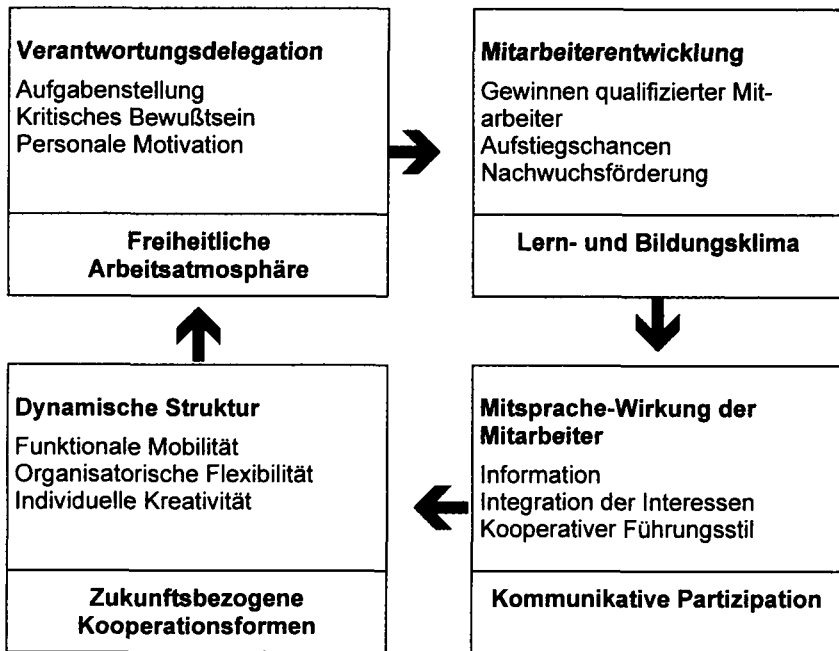 Verantwortungsdelegation
Aufgabenstellung
Kritisches Bewußtsein
Personale Motivation
Freiheitliche
Arbeitsatmosphäre
Mitarbeiterentwicklung
Gewinnen qualifizierter Mit-
arbeiter
Aufstiegschancen
Nachwuchsförderung
Lern- und Bildungsklima
Dynamische Struktur
Funktionale Mobilität
Organisatorische Flexibilität
Individuelle Kreativität
Zukunftsbezogene
Kooperationsformen
Mitsprache-Wirkung der
Mitarbeiter
Information
Integration der Interessen
Kooperativer Führungsstil
Kommunikative Partizipation